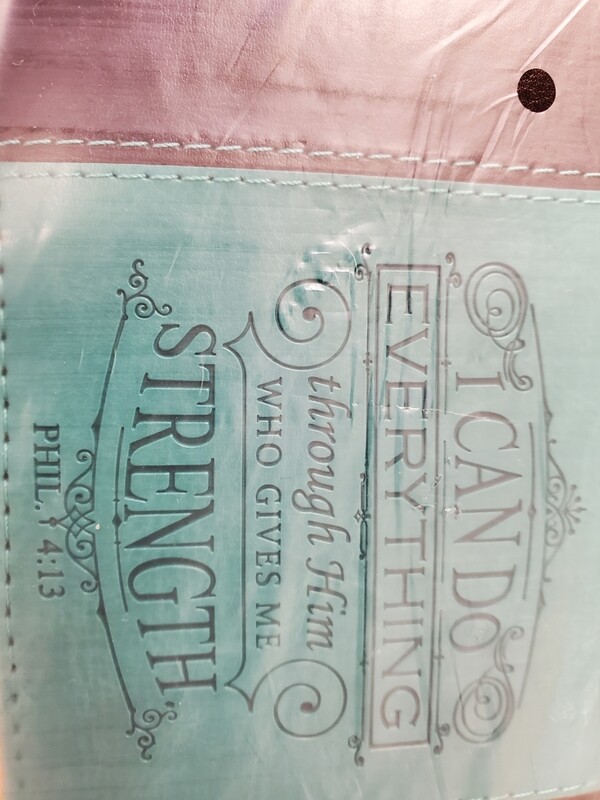 I CAN DO
EVERYTHING
through Him
WHO GIVES ME
STRENGTH
PHIL. 4:13